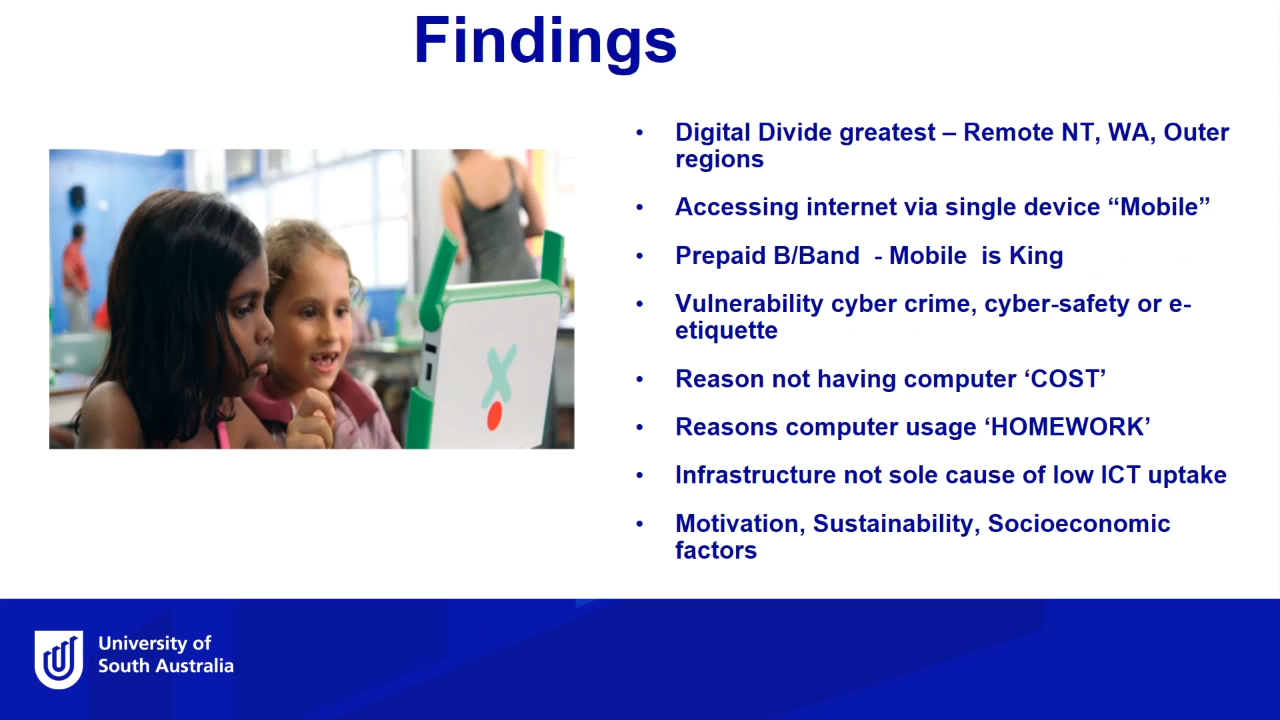 Findings
• Digital Divide greatest – Remote NT, WA, Outer
regions
• Accessing internet via single device “Mobile”
• Prepaid B/Band  - Mobile  is King
• Vulnerability cyber crime, cyber-safety or e-
etiquette
• Reason not having computer ‘COST’
• Reasons computer usage ‘HOMEWORK’
• Infrastructure not sole cause of low ICT uptake
• Motivation, Sustainability, Socioeconomic
factors
University of
South Australia